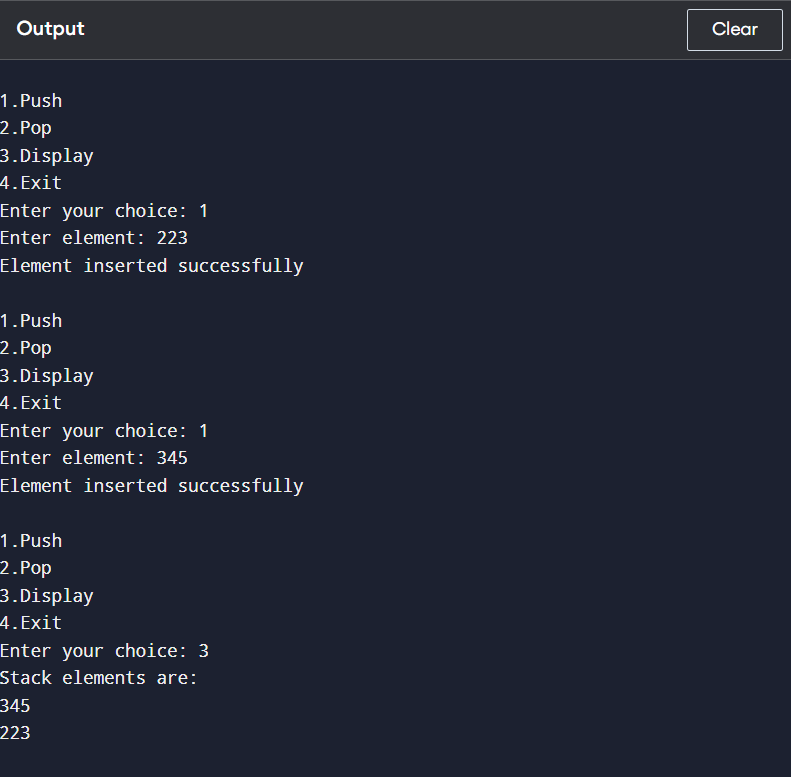 Output
Clear
1.Push
2.Pop
3.Display
4.Exit
Enter your choice: 1
Enter element: 223
Element inserted successfully
1.Push
2.Pop
3.Display
4.Exit
Enter your choice: 1
Enter element: 345
Element inserted successfully
1.Push
2.Pop
3.Display
4.Exit
Enter your choice: 3
Stack elements are:
345
223